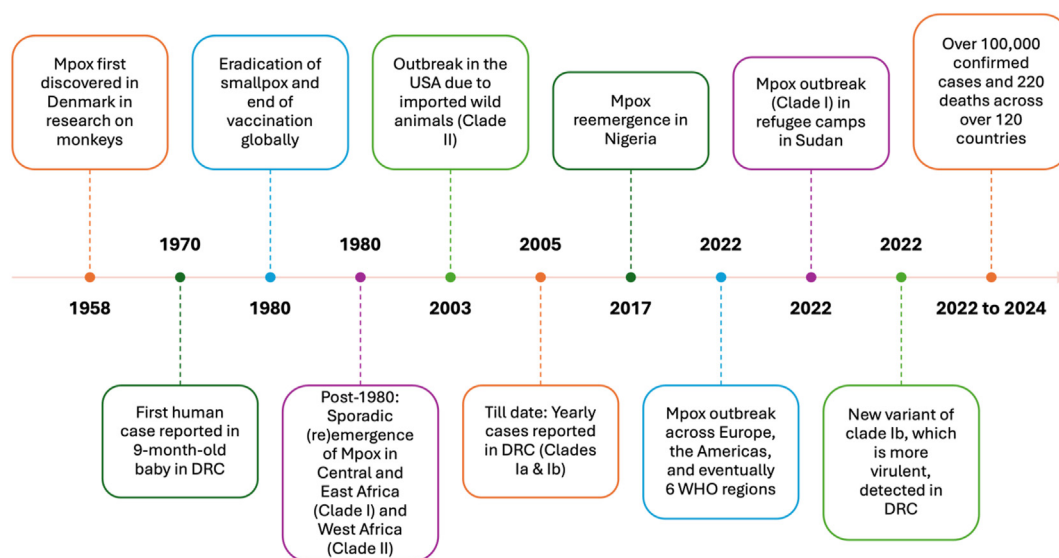 Mpox first
discovered in
Denmark in
research on
monkeys
Eradication of
smallpox and
end of
vaccination
globally
Outbreak in the
USA due to
imported wild
animals (Clade
II)
Mpox
reemergence in
Nigeria
Mpox outbreak
(Clade I) in
refugee camps
in Sudan
Over 100,000
confirmed
cases and 220
deaths across
over 120
countries
1970
1980
2005
2022
2022
1958
1980
2003
2017
2022
2022 to 2024
First human
case reported in
9-month-old
baby in DRC
Post-1980:
Sporadic
(re)emergence
of Mpox in
Central and
East Africa
(Clade I) and
West Africa
(Clade II)
Till date: Yearly
cases reported
in DRC (Clades
Ia & Ib)
Mpox outbreak
across Europe,
the Americas,
and eventually
6 WHO regions
New variant of
clade Ib, which
is more
virulent,
detected in
DRC